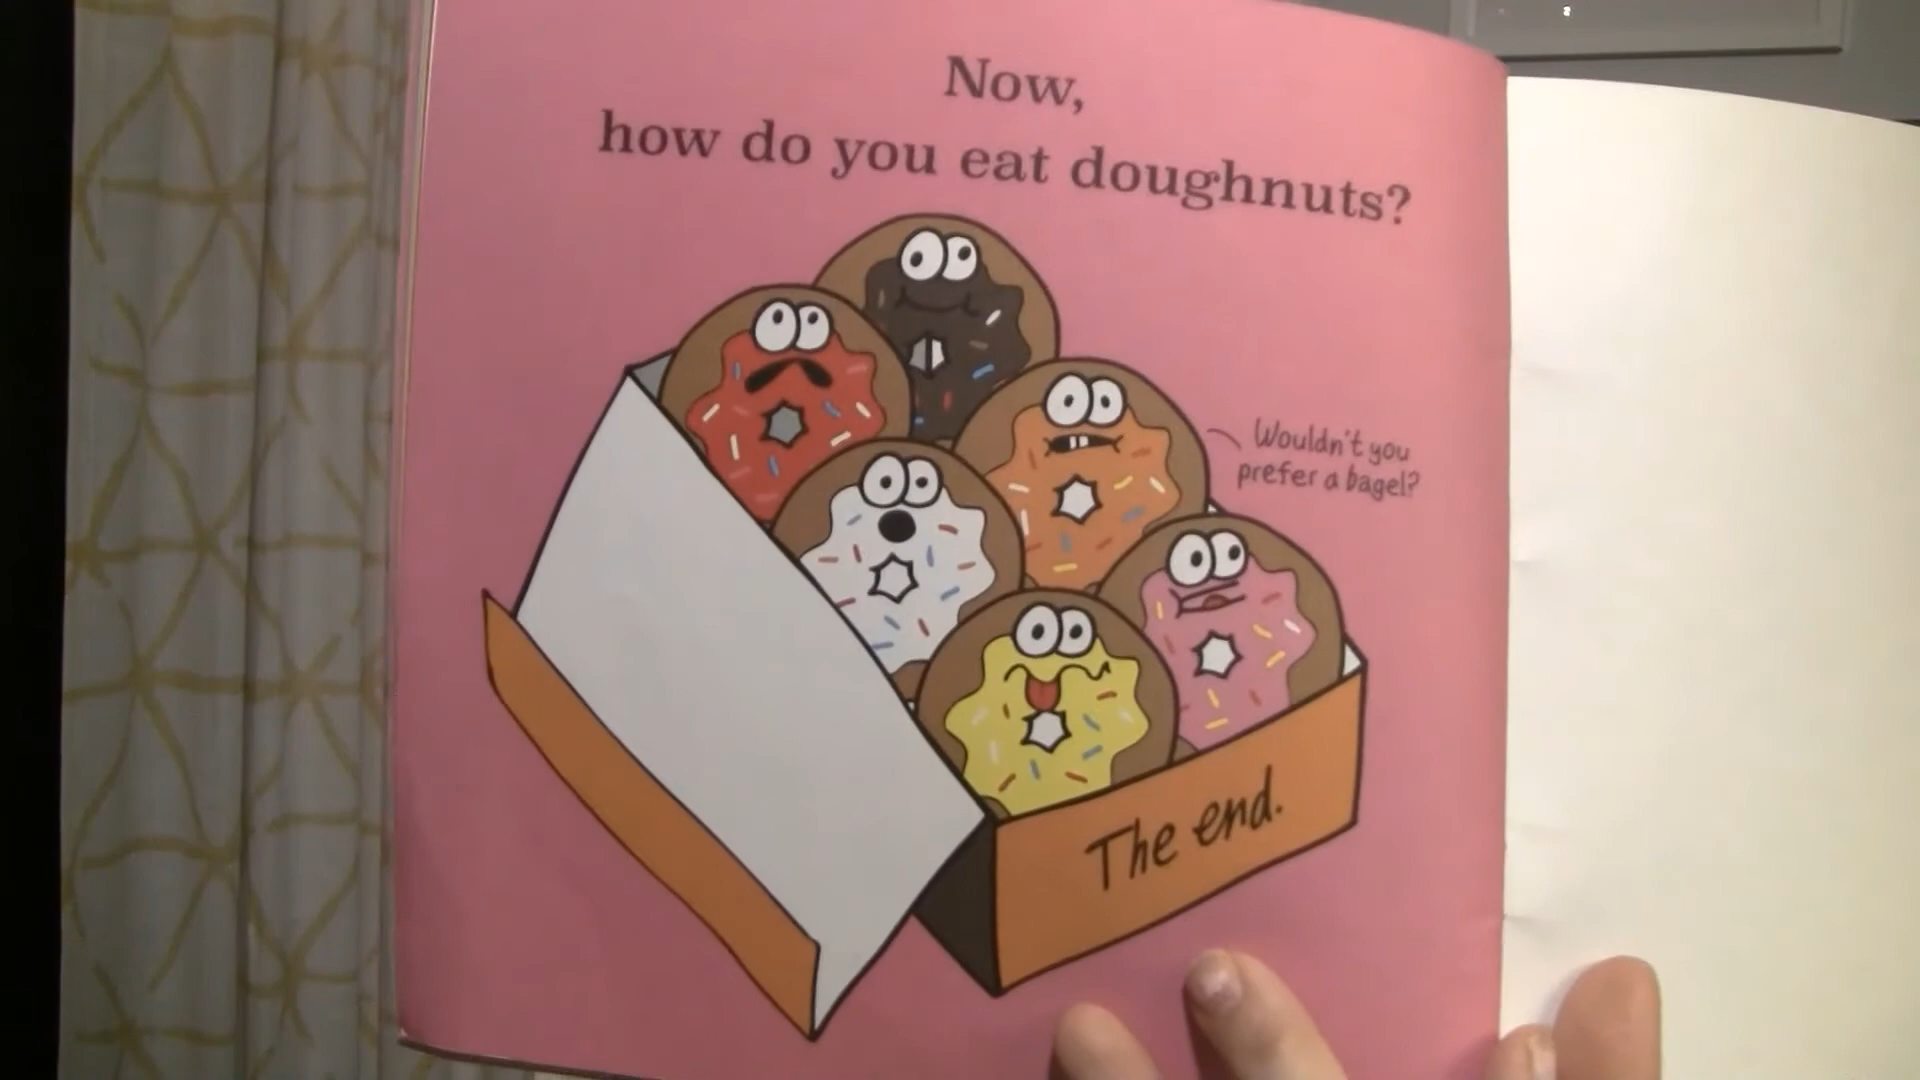 Now,
how do you eat doughnuts?
Wouldn't you
prefer a bagel?
The end.